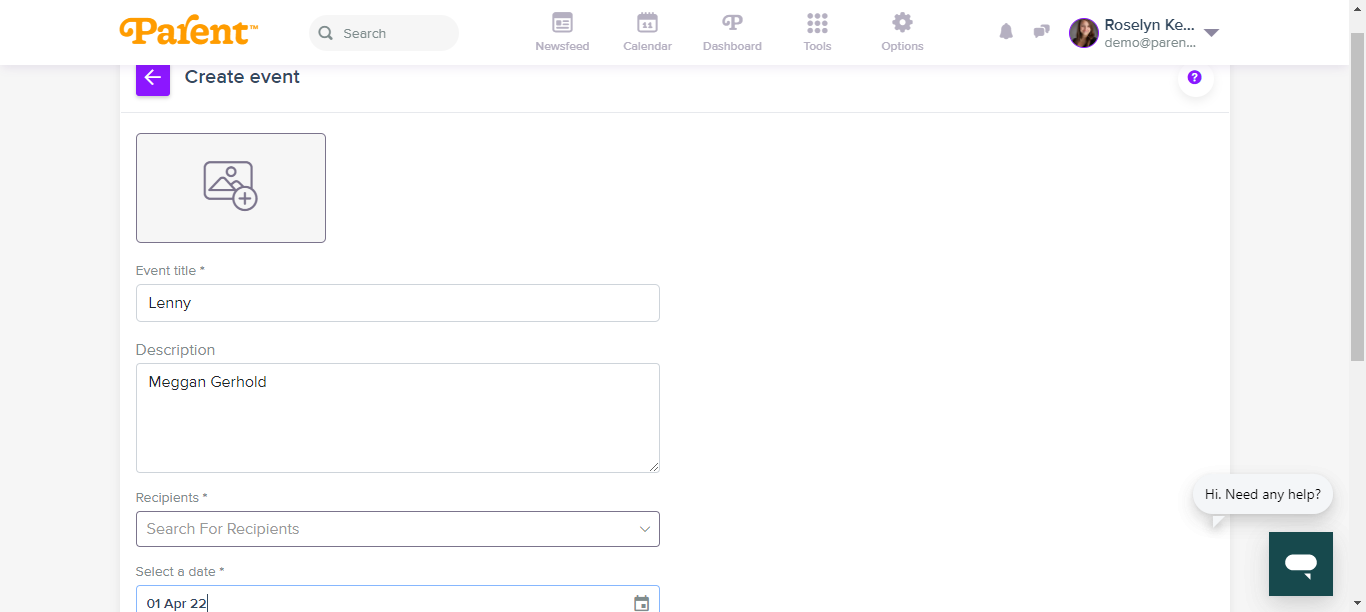 Parent™
Search
Newsfeed
Calendar
Dashboard
Tools
Options
Roselyn Ke...
demo@paren...
Create event
?
Event title *
Lenny
Description
Meggan Gerhold
Recipients *
Search For Recipients
Select a date *
01 Apr 22
Hi. Need any help?